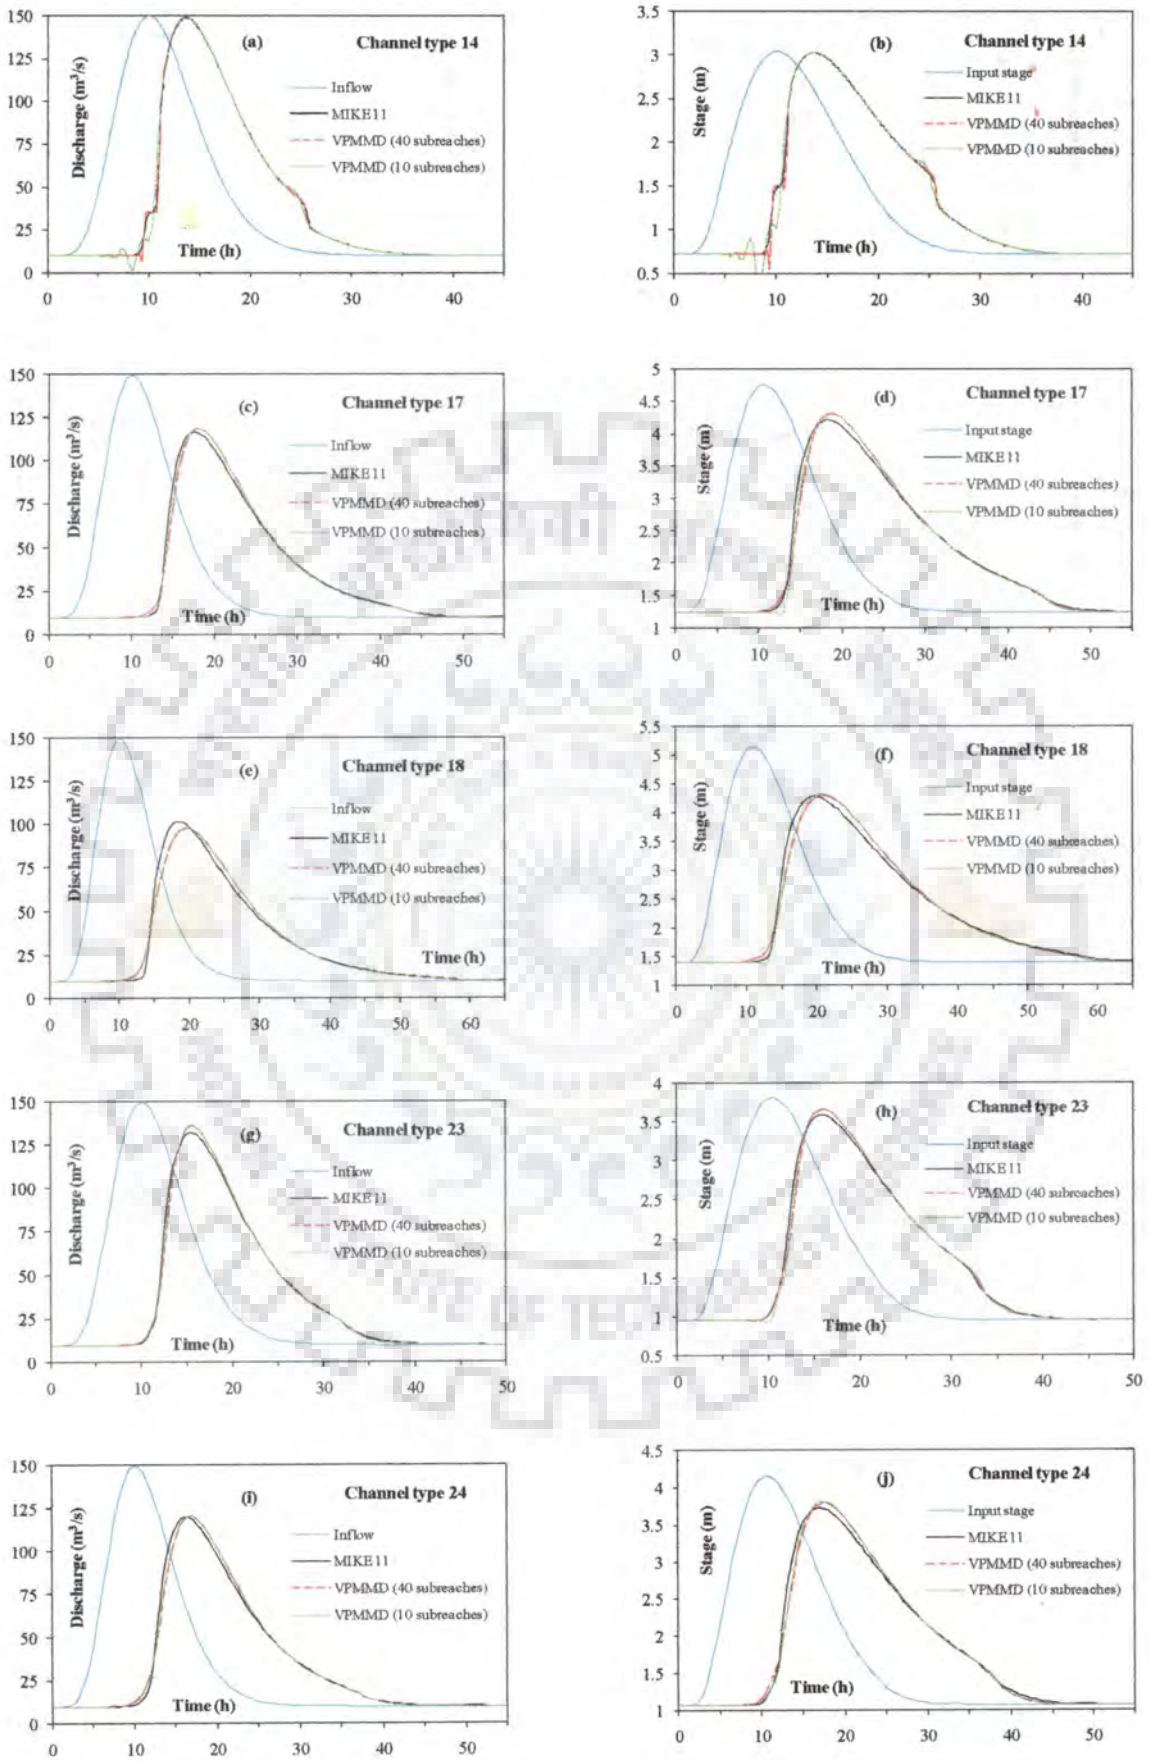 (a) Channel type 14
Discharge (m³/s)
Inflow
MIKE11
VPMMD (40 subreaches)
VPMMD (10 subreaches)
Time (h)
150
125
100
75
50
25
0
0 10 20 30 40
(b) Channel type 14
Stage (m)
Input stage
MIKE11
VPMMD (40 subreaches)
VPMMD (10 subreaches)
Time (h)
3.5
3
2.5
2
1.5
1
0.5
0 10 20 30 40
(c) Channel type 17
Discharge (m³/s)
Inflow
MIKE11
VPMMD (40 subreaches)
VPMMD (10 subreaches)
Time (h)
150
125
100
75
50
25
0
0 10 20 30 40 50
(d) Channel type 17
Stage (m)
Input stage
MIKE11
VPMMD (40 subreaches)
VPMMD (10 subreaches)
Time (h)
5
4.5
4
3.5
3
2.5
2
1.5
1
0 10 20 30 40 50
(e) Channel type 18
Discharge (m³/s)
Inflow
MIKE11
VPMMD (40 subreaches)
VPMMD (10 subreaches)
Time (h)
150
125
100
75
50
25
0
0 10 20 30 40 50 60
(f) Channel type 18
Stage (m)
Input stage
MIKE11
VPMMD (40 subreaches)
VPMMD (10 subreaches)
Time (h)
5.5
5
4.5
4
3.5
3
2.5
2
1.5
1
0 10 20 30 40 50 60
(g) Channel type 23
Discharge (m³/s)
Inflow
MIKE11
VPMMD (40 subreaches)
VPMMD (10 subreaches)
Time (h)
150
125
100
75
50
25
0
0 10 20 30 40 50
(h) Channel type 23
Stage (m)
Input stage
MIKE11
VPMMD (40 subreaches)
VPMMD (10 subreaches)
Time (h)
4
3.5
3
2.5
2
1.5
1
0.5
0 10 20 30 40 50
(i) Channel type 24
Discharge (m³/s)
Inflow
MIKE11
VPMMD (40 subreaches)
VPMMD (10 subreaches)
Time (h)
150
125
100
75
50
25
0
0 10 20 30 40 50
(j) Channel type 24
Stage (m)
Input stage
MIKE11
VPMMD (40 subreaches)
VPMMD (10 subreaches)
Time (h)
4.5
4
3.5
3
2.5
2
1.5
1
0 10 20 30 40 50